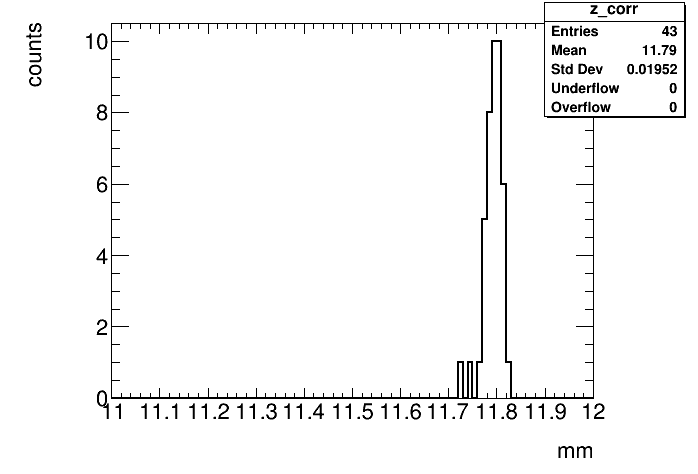 z_corr
Entries 43
Mean 11.79
Std Dev 0.01952
Underflow 0
Overflow 0
counts
10
8
6
4
2
0
11 11.1 11.2 11.3 11.4 11.5 11.6 11.7 11.8 11.9 12
mm